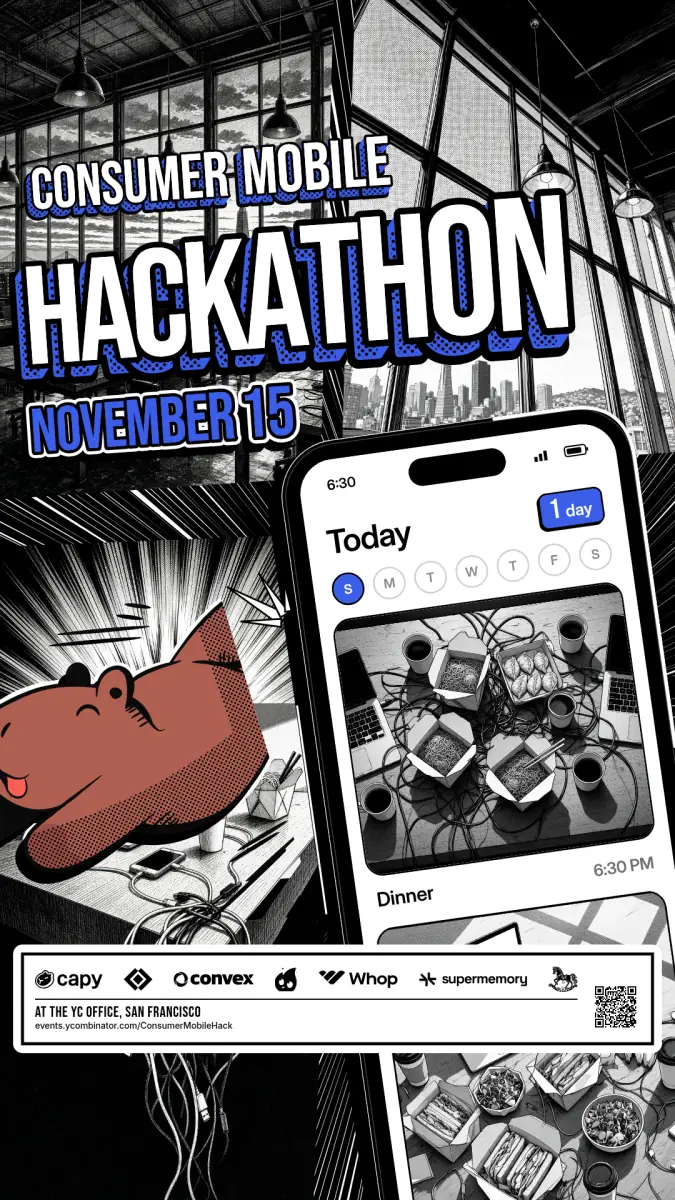 CONSUMER MOBILE
HACKATHON
NOVEMBER 15
6:30
Today
1 day
S M T W T F S
Dinner
6:30 PM
capy convex Whop supermemory
AT THE YC OFFICE, SAN FRANCISCO
events.ycombinator.com/ConsumerMobileHack